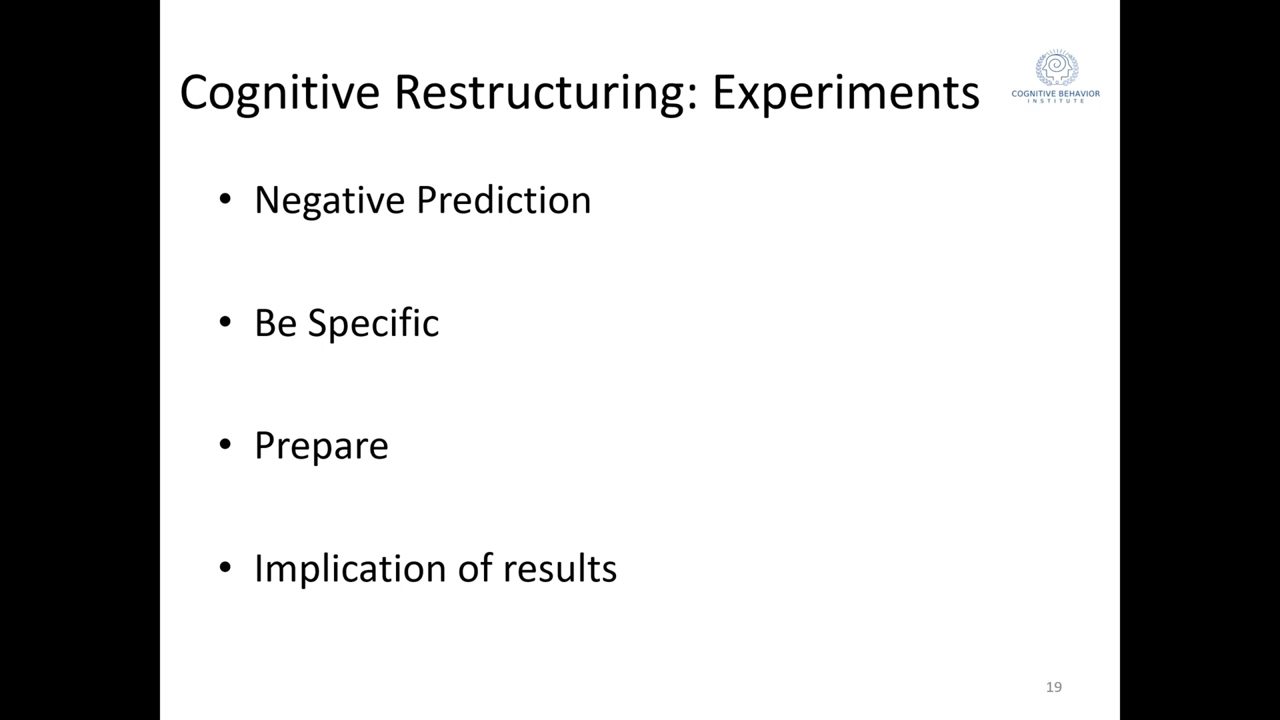 Cognitive Restructuring: Experiments
COGNITIVE BEHAVIOR
INSTITUTE
• Negative Prediction
• Be Specific
• Prepare
• Implication of results
19